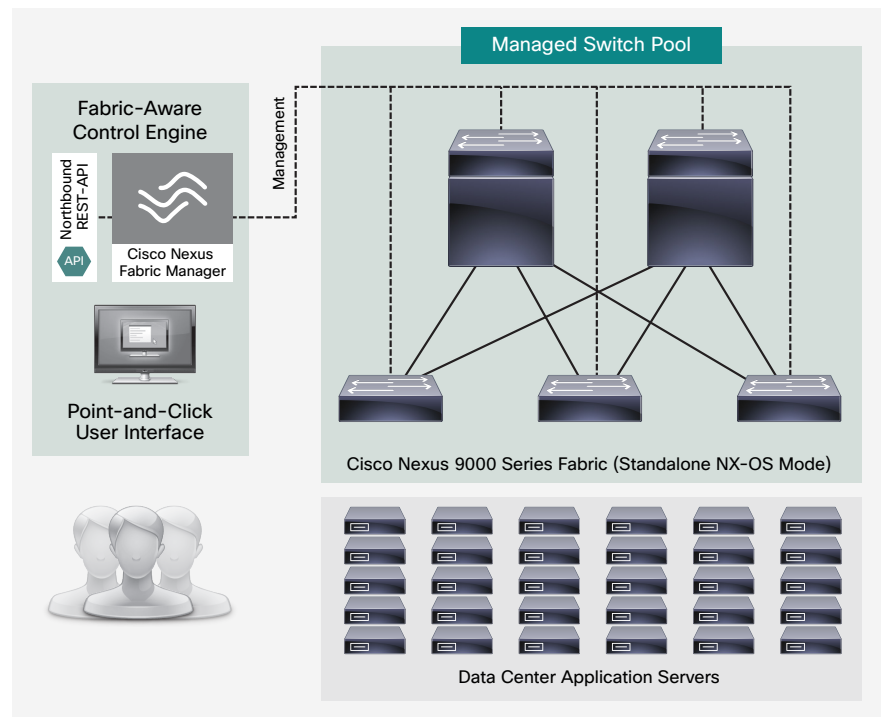 Managed Switch Pool
Fabric-Aware
Control Engine
Northbound
REST-API
API
Cisco Nexus
Fabric Manager
Management
Point-and-Click
User Interface
Cisco Nexus 9000 Series Fabric (Standalone NX-OS Mode)
Data Center Application Servers